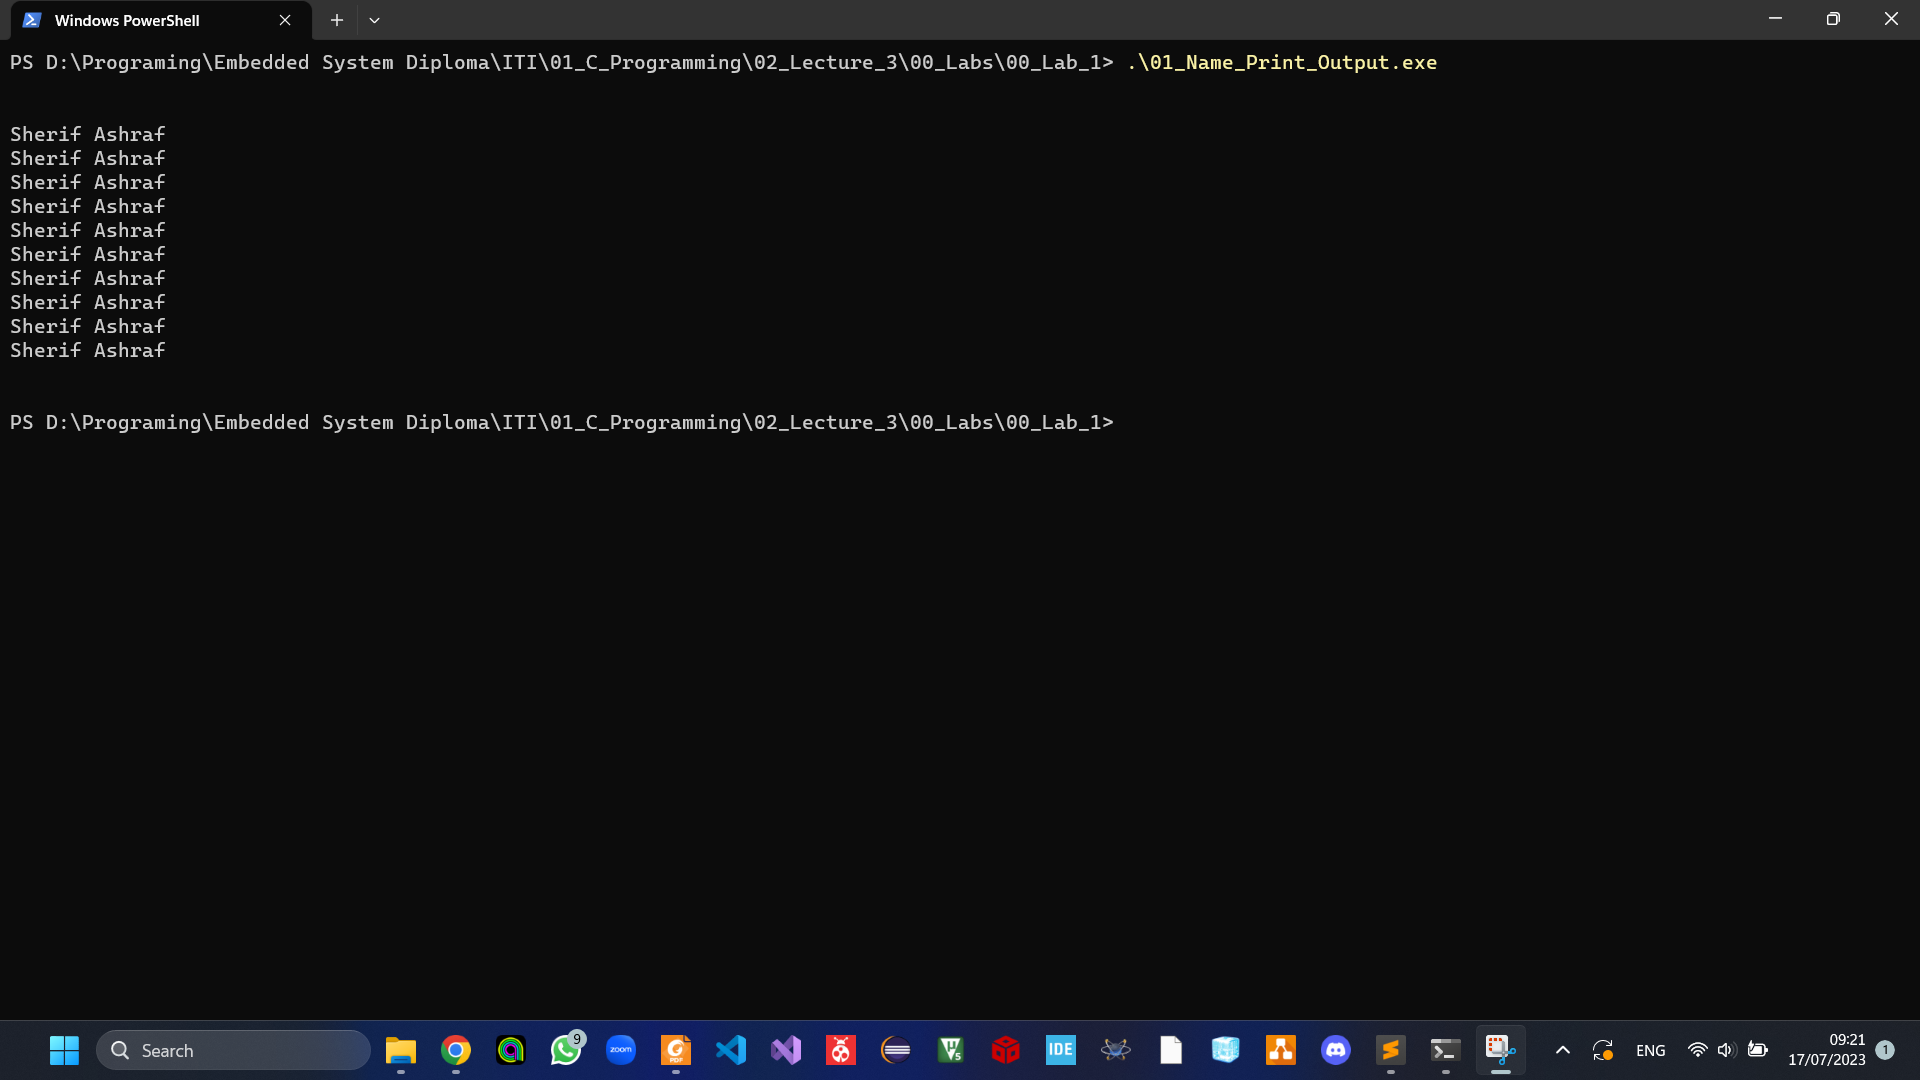 Windows PowerShell
PS D:\Programing\Embedded System Diploma\ITI\01_C_Programming\02_Lecture_3\00_Labs\00_Lab_1> .\01_Name_Print_Output.exe
Sherif Ashraf
Sherif Ashraf
Sherif Ashraf
Sherif Ashraf
Sherif Ashraf
Sherif Ashraf
Sherif Ashraf
Sherif Ashraf
Sherif Ashraf
Sherif Ashraf
PS D:\Programing\Embedded System Diploma\ITI\01_C_Programming\02_Lecture_3\00_Labs\00_Lab_1>
Search
9
zoom
PDF
5
IDE
ENG
09:21
17/07/2023
1